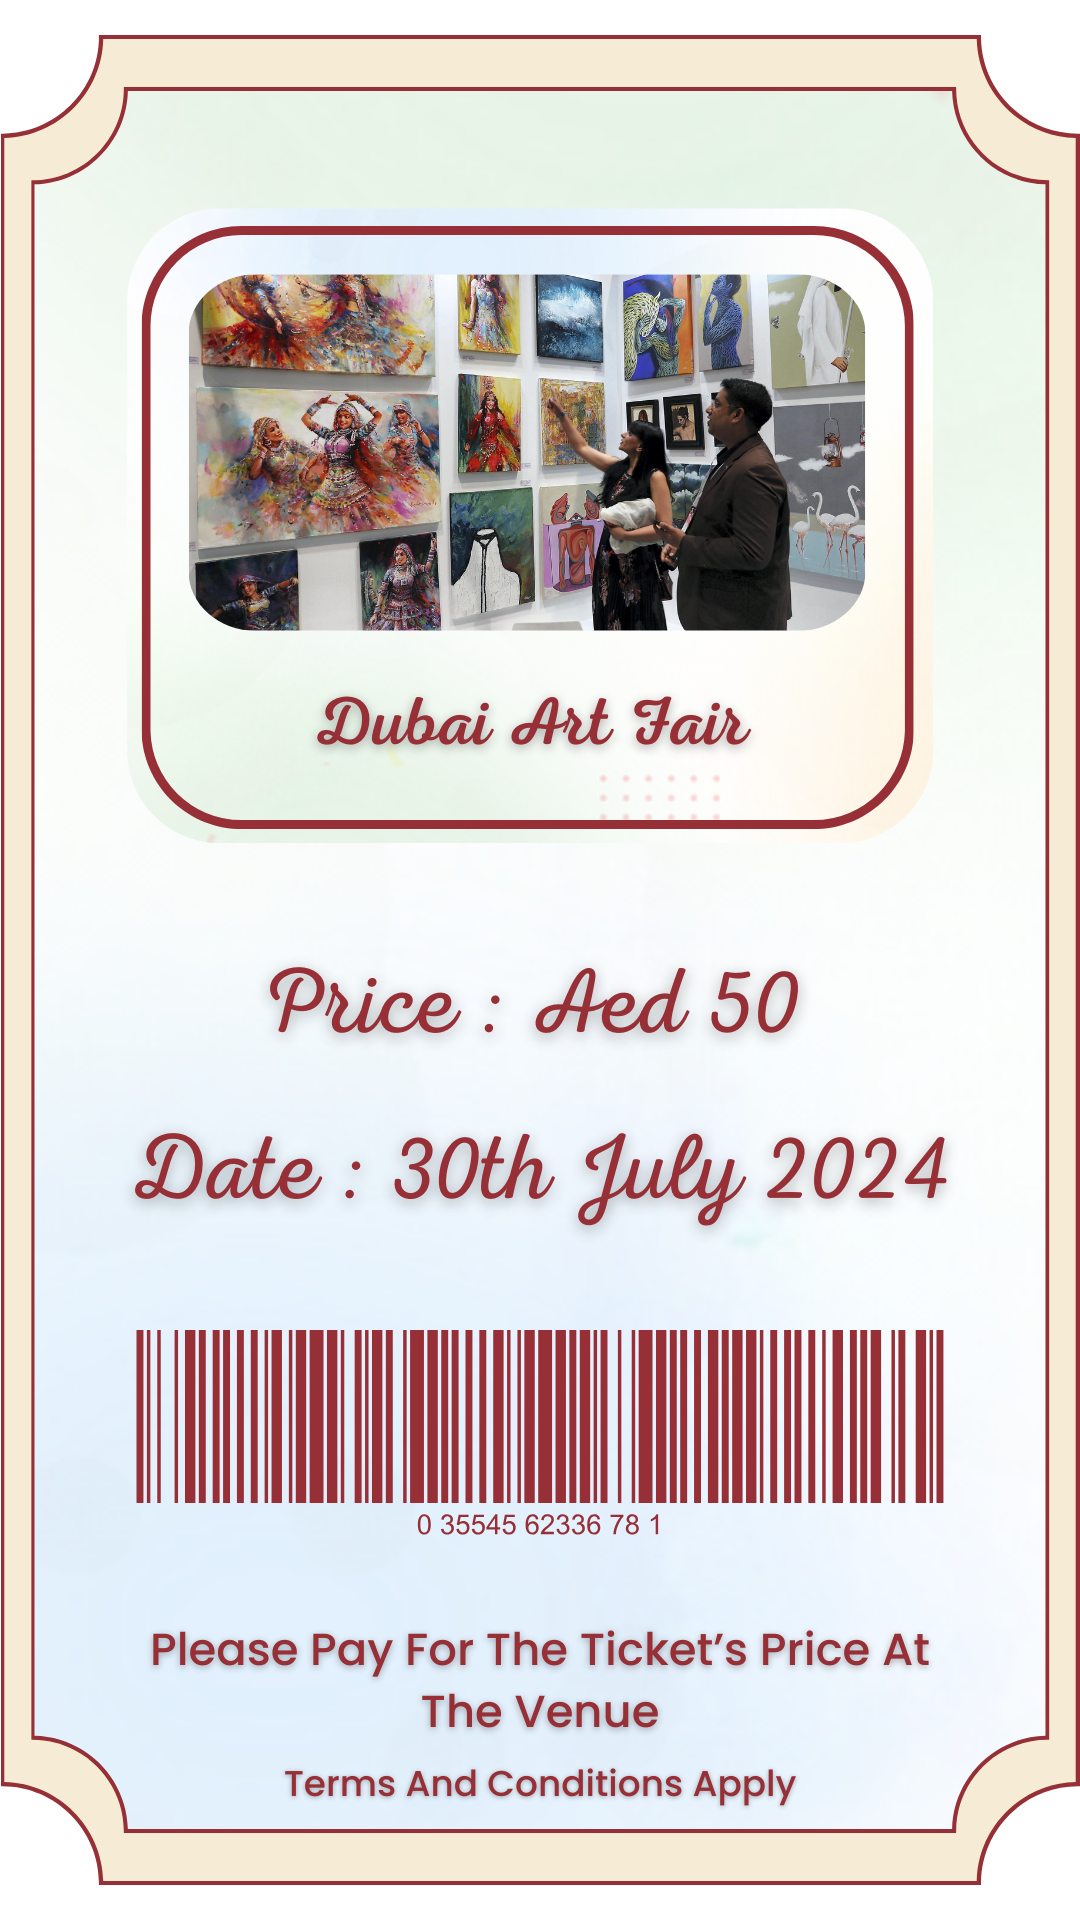 Dubai Art Fair
Price : Aed 50
Date : 30th July 2024
0 35545 62336 78 1
Please Pay For The Ticket’s Price At
The Venue
Terms And Conditions Apply